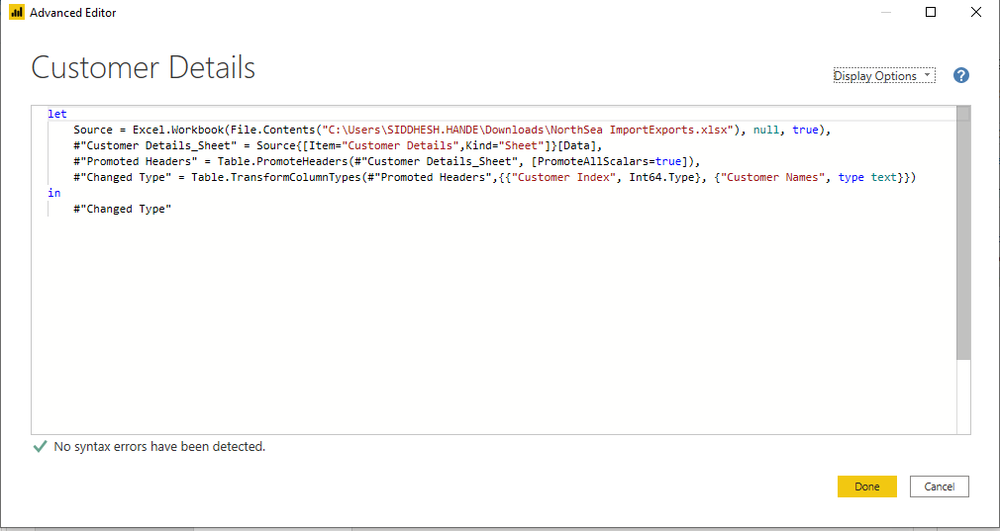 Advanced Editor
Customer Details
Display Options
?
let
Source = Excel.Workbook(File.Contents("C:\Users\SIDDHESH.HANDE\Downloads\NorthSea ImportExports.xlsx"), null, true),
#"Customer Details_Sheet" = Source{[Item="Customer Details",Kind="Sheet"]}[Data],
#"Promoted Headers" = Table.PromoteHeaders(#"Customer Details_Sheet", [PromoteAllScalars=true]),
#"Changed Type" = Table.TransformColumnTypes(#"Promoted Headers",{{"Customer Index", Int64.Type}, {"Customer Names", type text}})
in
#"Changed Type"
No syntax errors have been detected.
Done
Cancel